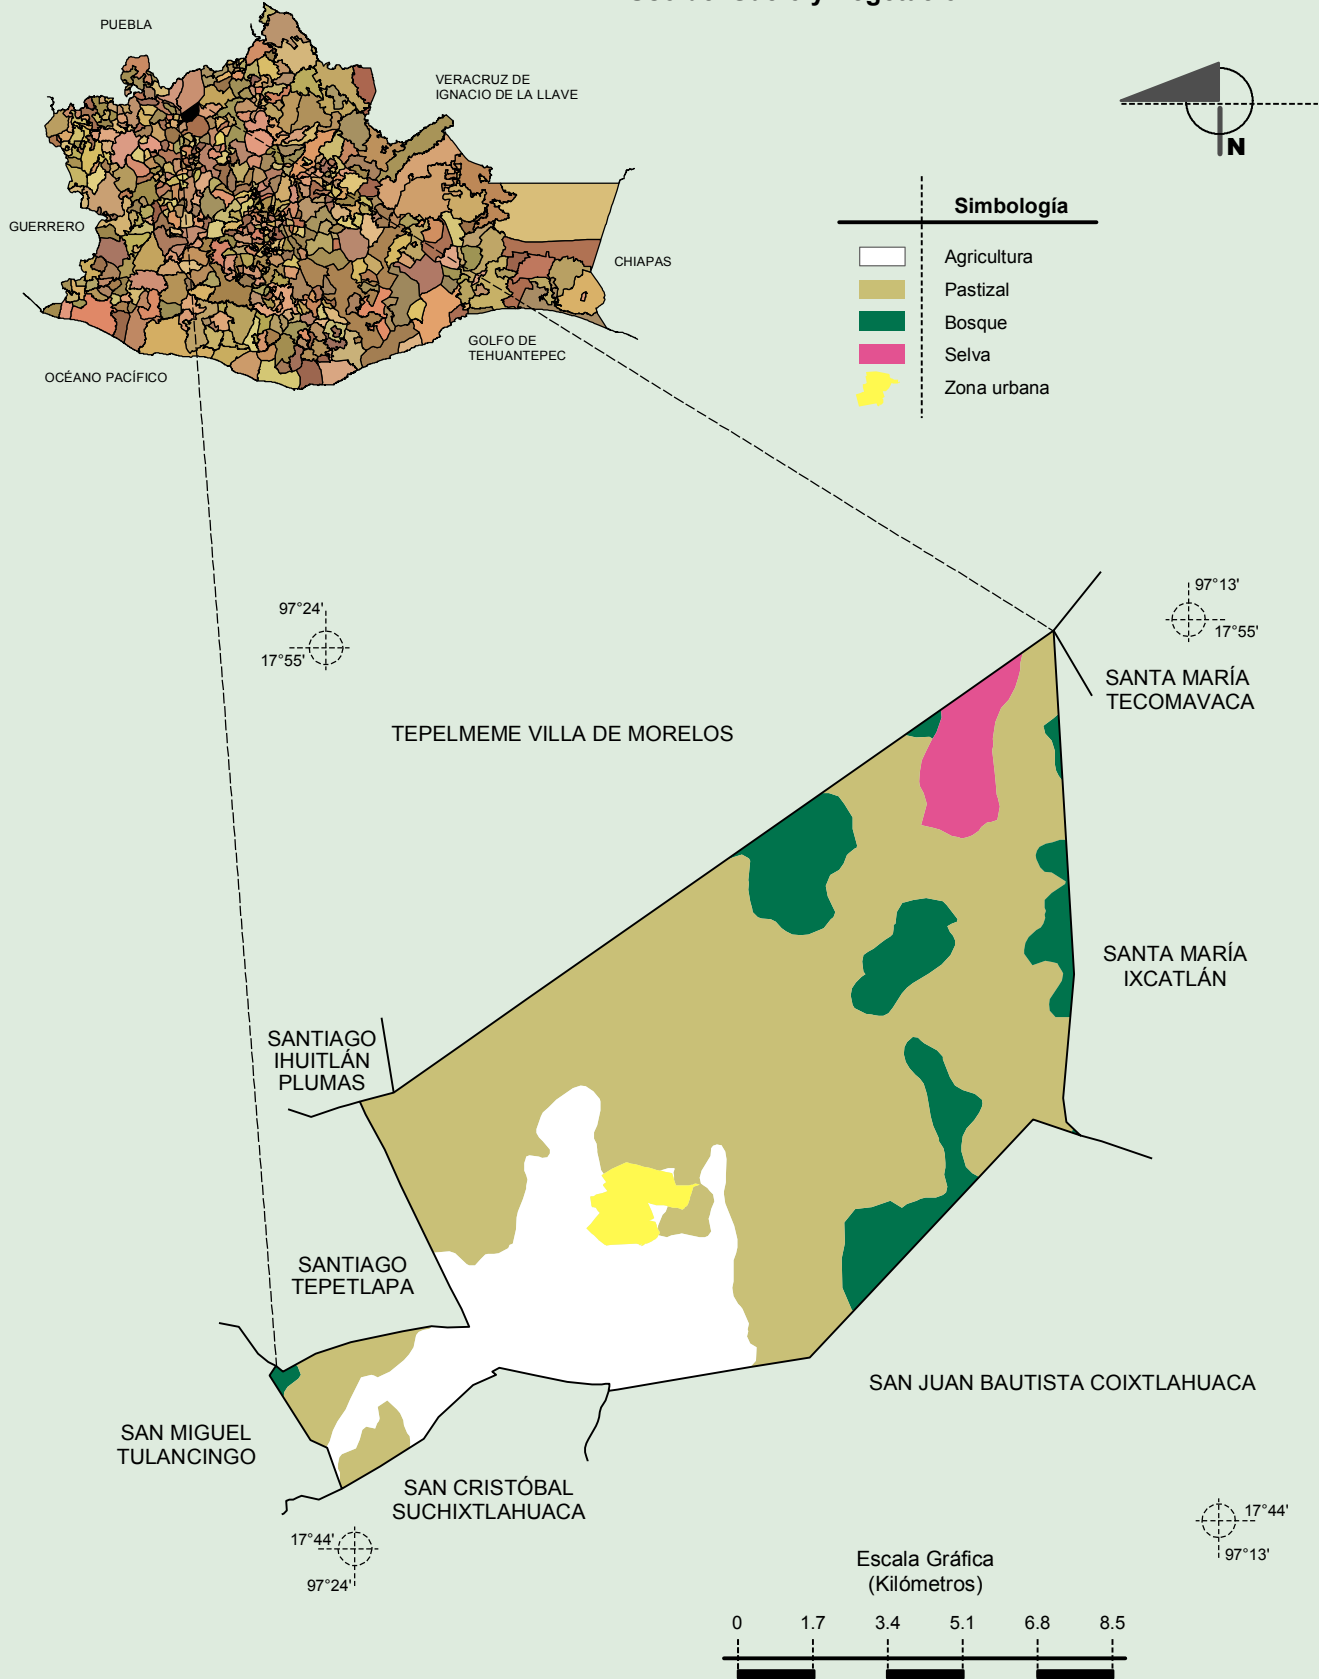 PUEBLA
VERACRUZ DE
IGNACIO DE LA LLAVE
N
GUERRERO
CHIAPAS
GOLFO DE
TEHUANTEPEC
OCÉANO PACÍFICO
Simbología
Agricultura
Pastizal
Bosque
Selva
Zona urbana
97°24'
17°55'
97°13'
17°55'
SANTA MARÍA
TECOMAVACA
TEPELMEME VILLA DE MORELOS
SANTA MARÍA
IXCATLÁN
SANTIAGO
IHUITLÁN
PLUMAS
SANTIAGO
TEPETLAPA
SAN JUAN BAUTISTA COIXTLAHUACA
SAN MIGUEL
TULANCINGO
SAN CRISTÓBAL
SUCHIXTLAHUACA
17°44'
97°24'
17°44'
97°13'
Escala Gráfica
(Kilómetros)
0 1.7 3.4 5.1 6.8 8.5